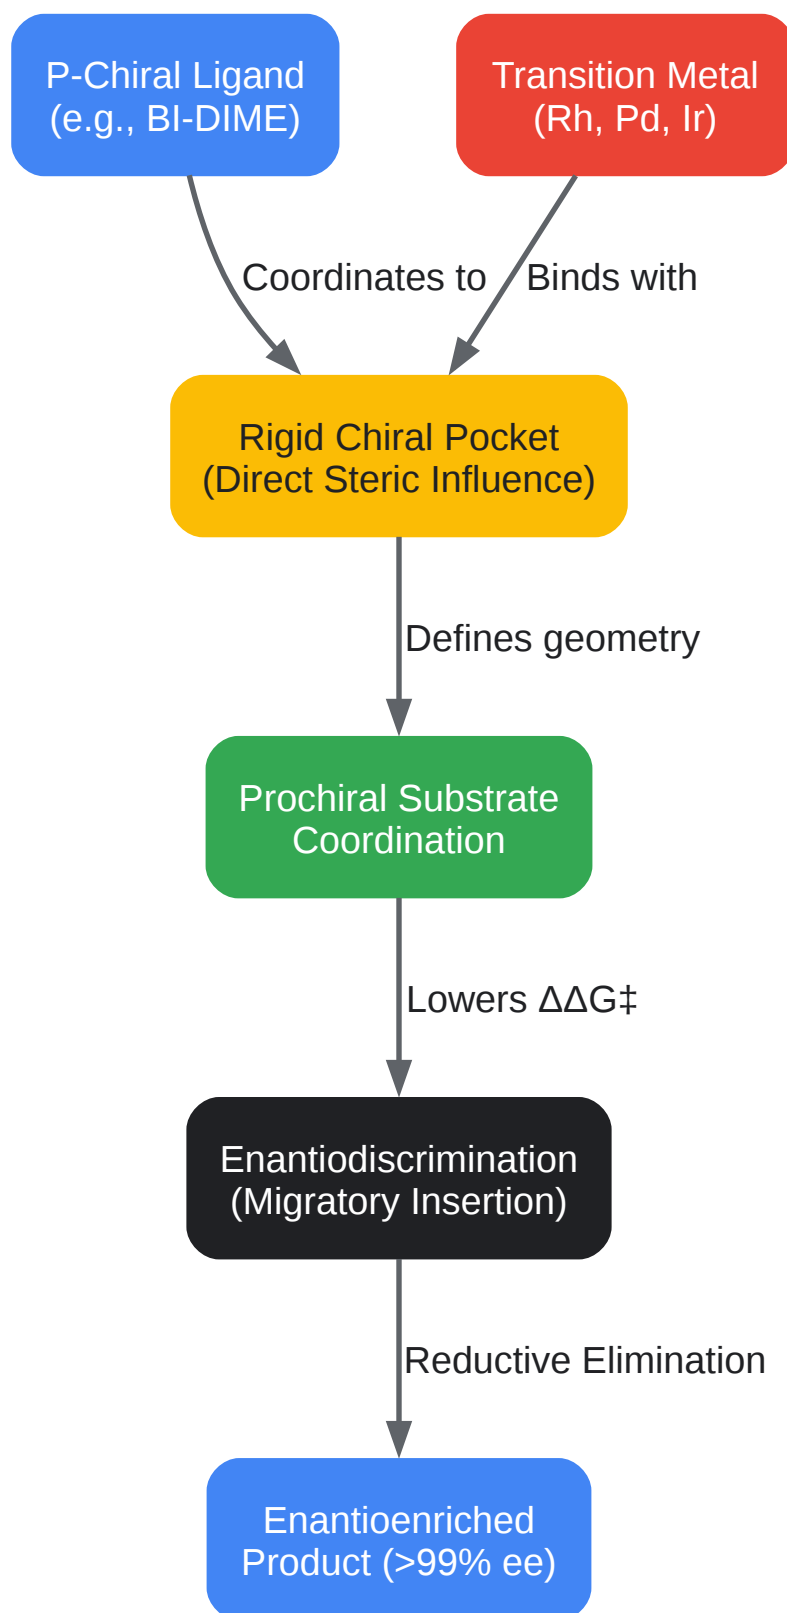 P-Chiral Ligand
(e.g., BI-DIME)
Transition Metal
(Rh, Pd, Ir)
Coordinates to
Binds with
Rigid Chiral Pocket
(Direct Steric Influence)
Defines geometry
Prochiral Substrate
Coordination
Lowers ΔΔG‡
Enantiodiscrimination
(Migratory Insertion)
Reductive Elimination
Enantioenriched
Product (>99% ee)